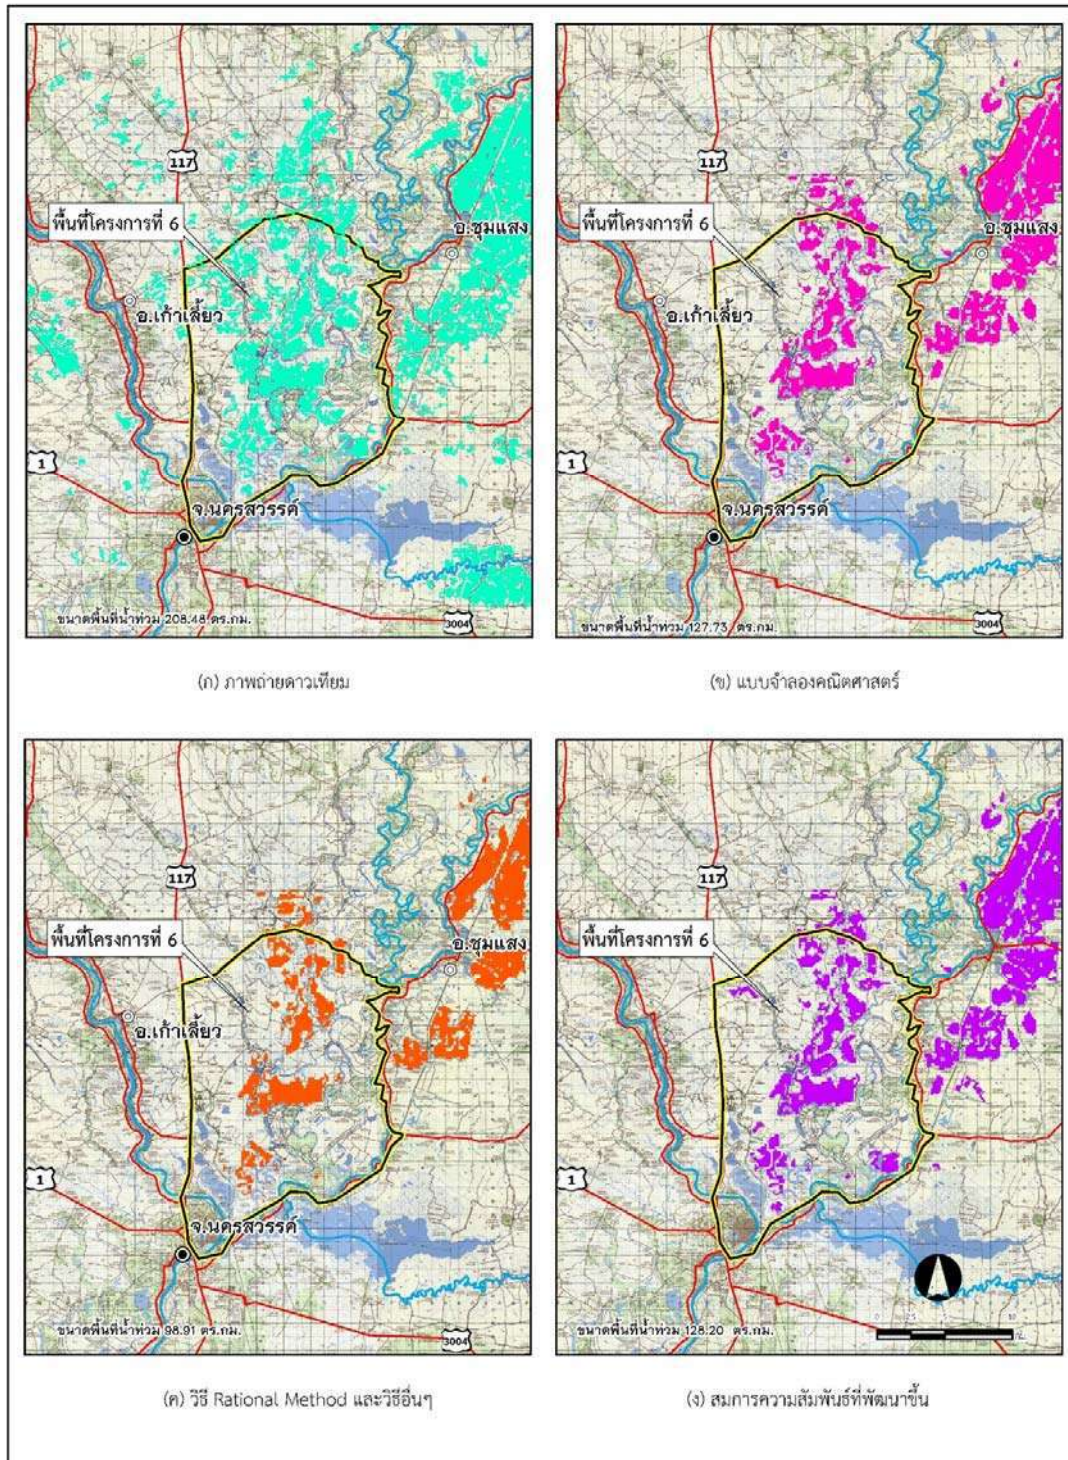 117
พื้นที่โครงการที่ 6
อ.ชุมแสง
อ.เก้าเลี้ยว
1
จ.นครสวรรค์
ขนาดพื้นที่น้ำท่วม 208.48 ตร.กม.
3004
(ก) ภาพถ่ายดาวเทียม
117
พื้นที่โครงการที่ 6
อ.ชุมแสง
อ.เก้าเลี้ยว
1
จ.นครสวรรค์
ขนาดพื้นที่น้ำท่วม 127.73 ตร.กม.
3004
(ข) แบบจำลองคณิตศาสตร์
117
พื้นที่โครงการที่ 6
อ.ชุมแสง
อ.เก้าเลี้ยว
1
จ.นครสวรรค์
ขนาดพื้นที่น้ำท่วม 98.91 ตร.กม.
3004
(ค) วิธี Rational Method และวิธีอื่นๆ
117
พื้นที่โครงการที่ 6
1
ขนาดพื้นที่น้ำท่วม 128.20 ตร.กม.
(ง) สมการความสัมพันธ์ที่พัฒนาขึ้น